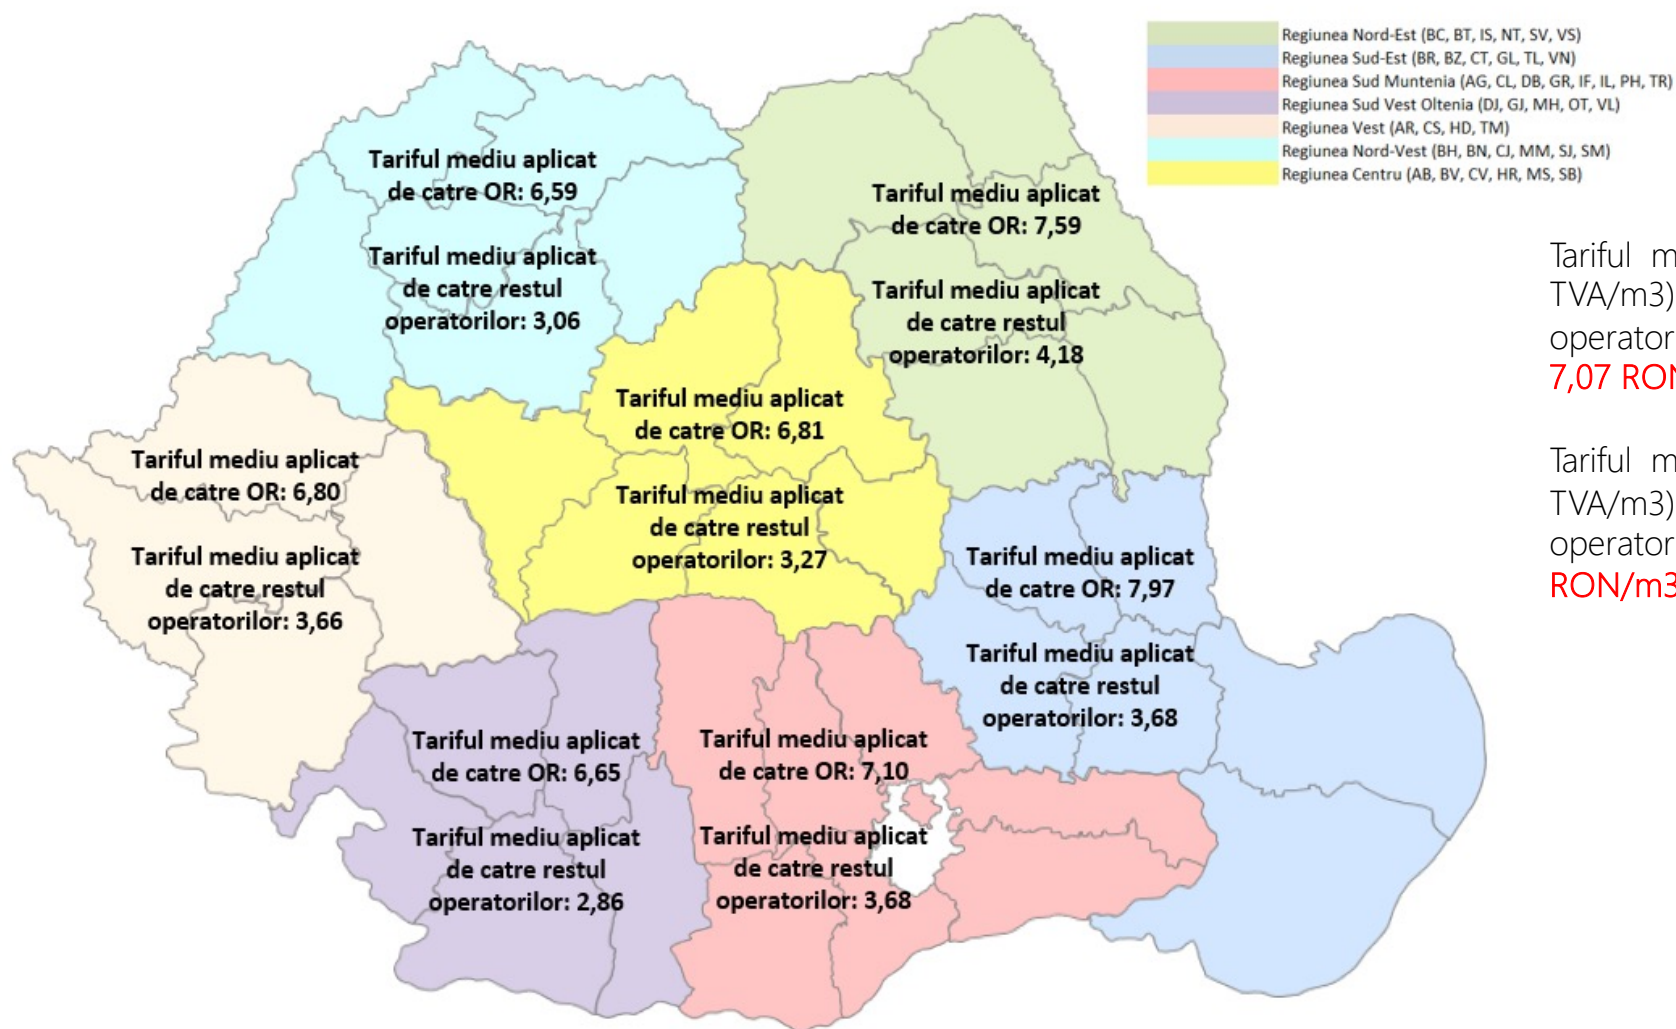 Regiunea Nord-Est (BC, BT, IS, NT, SV, VS)
Regiunea Sud-Est (BR, BZ, CT, GL, TL, VN)
Regiunea Sud Muntenia (AG, CL, DB, GR, IF, IL, PH, TR)
Regiunea Sud Vest Oltenia (DJ, GJ, MH, OT, VL)
Regiunea Vest (AR, CS, HD, TM)
Regiunea Nord-Vest (BH, BN, CJ, MM, SJ, SM)
Regiunea Centru (AB, BV, CV, HR, MS, SB)
Tariful mediu aplicat
de catre OR: 6,59
Tariful mediu aplicat
de catre restul
operatorilor: 3,06
Tariful mediu aplicat
de catre OR: 7,59
Tariful mediu aplicat
de catre restul
operatorilor: 4,18
Tariful mediu aplicat
de catre OR: 6,81
Tariful mediu aplicat
de catre restul
operatorilor: 3,27
Tariful mediu aplicat
de catre OR: 6,80
Tariful mediu aplicat
de catre restul
operatorilor: 3,66
Tariful mediu aplicat
de catre OR: 7,97
Tariful mediu aplicat
de catre restul
operatorilor: 3,68
Tariful mediu aplicat
de catre OR: 6,65
Tariful mediu aplicat
de catre restul
operatorilor: 2,86
Tariful mediu aplicat
de catre OR: 7,10
Tariful mediu aplicat
de catre restul
operatorilor: 3,68
Tariful m
TVA/m3)
operator
7,07 RON
Tariful m
TVA/m3)
operator
RON/m3